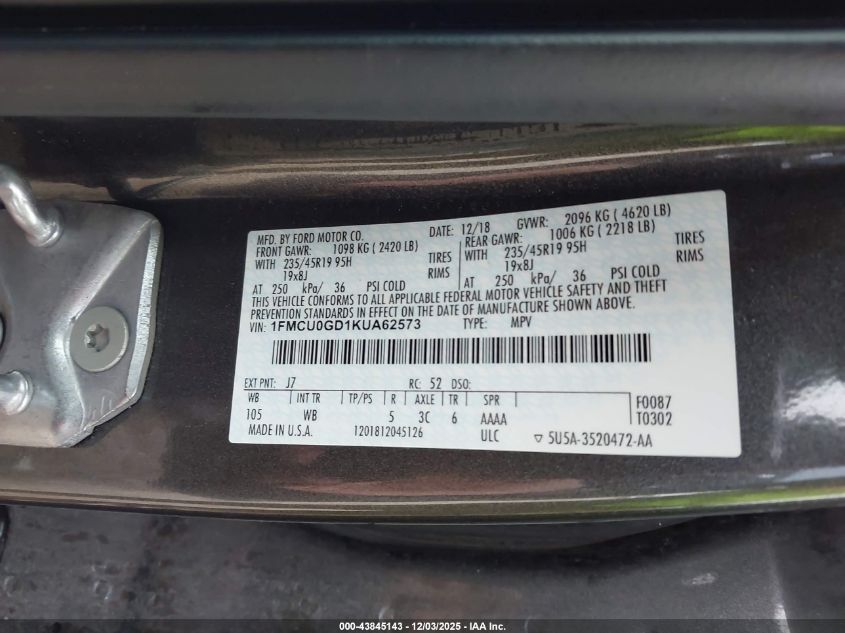 MFD. BY FORD MOTOR CO. DATE: 12/18 GVWR: 2096 KG ( 4620 LB)
FRONT GAWR: 1098 KG ( 2420 LB) REAR GAWR: 1006 KG ( 2218 LB)
WITH 235/45R19 95H TIRES WITH 235/45R19 95H TIRES
19x8J RIMS 19x8J RIMS
AT 250 kPa/ 36 PSI COLD AT 250 kPa/ 36 PSI COLD
THIS VEHICLE CONFORMS TO ALL APPLICABLE FEDERAL MOTOR VEHICLE SAFETY AND THEFT
PREVENTION STANDARDS IN EFFECT ON THE DATE OF MANUFACTURE SHOWN ABOVE.
VIN: 1FMCU0GD1KUA62573 TYPE: MPV
EXT PNT: J7 RC: 52 DSO:
WB INT TR TP/PS R AXLE TR SPR F0087
105 WB 5 3C 6 AAAA T0302
MADE IN U.S.A. 1201812045126 ULC ▽ 5U5A-3520472-AA
000-43845143 - 12/03/2025 - IAA Inc.